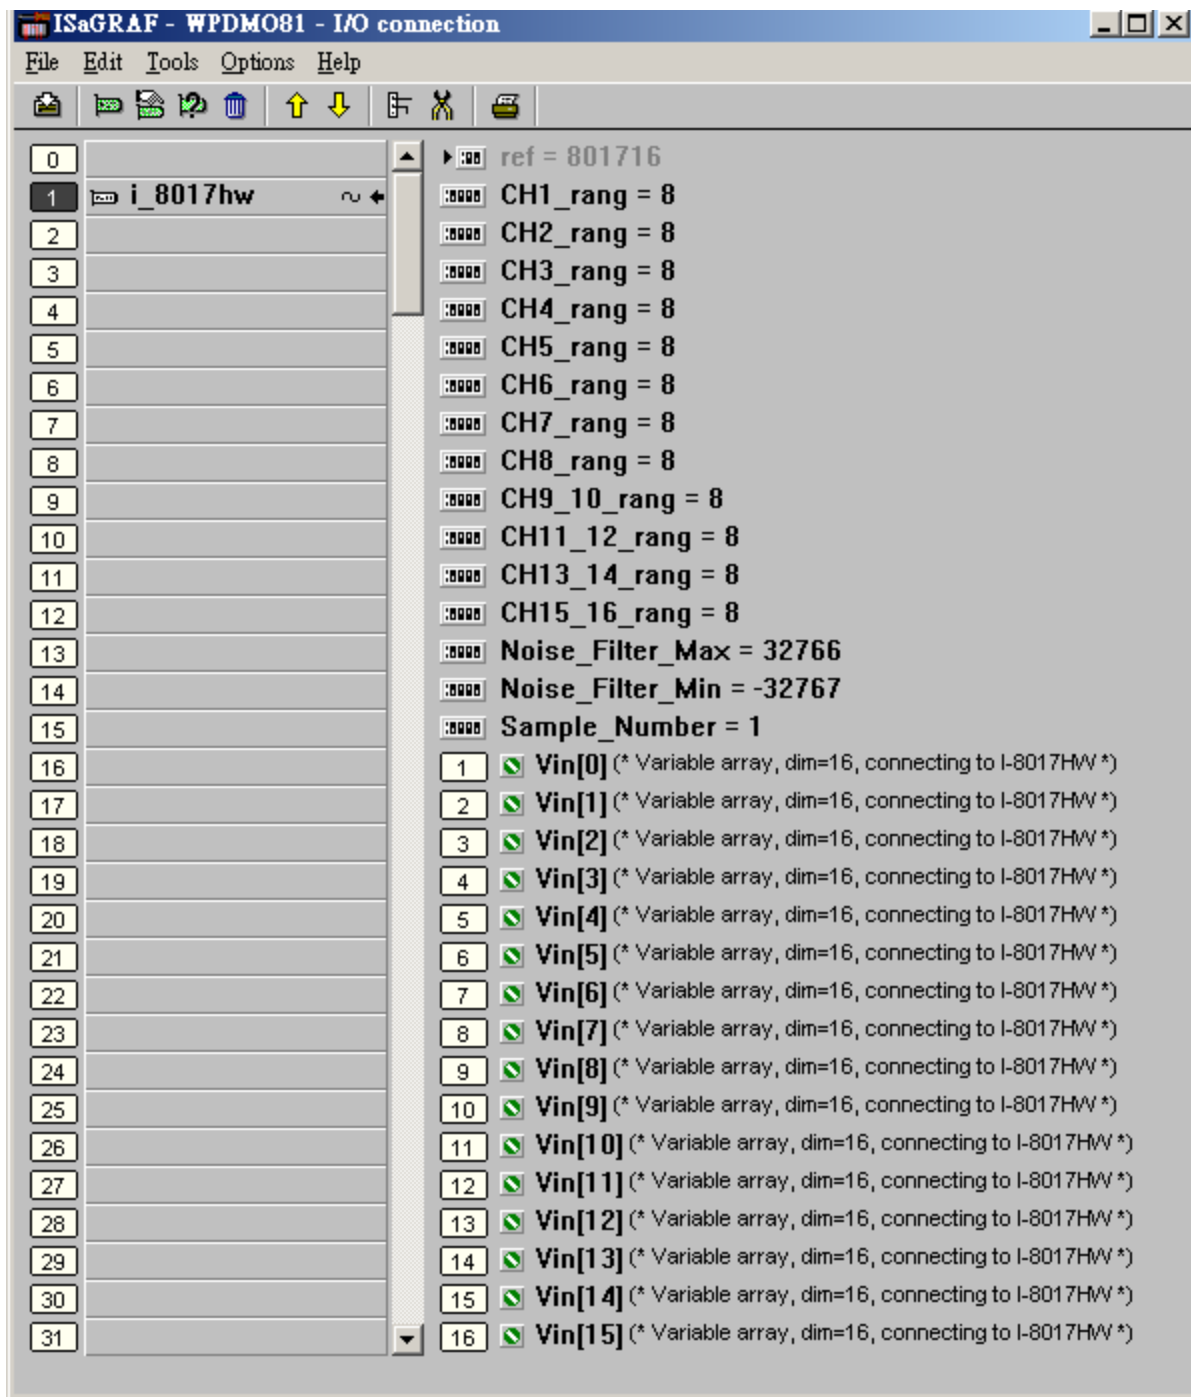 ISaGRAF - WPDMO81 - I/O connection
File Edit Tools Options Help
0 ref = 801716
1 i_8017hw CH1_rang = 8
2 CH2_rang = 8
3 CH3_rang = 8
4 CH4_rang = 8
5 CH5_rang = 8
6 CH6_rang = 8
7 CH7_rang = 8
8 CH8_rang = 8
9 CH9_10_rang = 8
10 CH11_12_rang = 8
11 CH13_14_rang = 8
12 CH15_16_rang = 8
13 Noise_Filter_Max = 32766
14 Noise_Filter_Min = -32767
15 Sample_Number = 1
16 1 Vin[0] (* Variable array, dim=16, connecting to I-8017HW *)
17 2 Vin[1] (* Variable array, dim=16, connecting to I-8017HW *)
18 3 Vin[2] (* Variable array, dim=16, connecting to I-8017HW *)
19 4 Vin[3] (* Variable array, dim=16, connecting to I-8017HW *)
20 5 Vin[4] (* Variable array, dim=16, connecting to I-8017HW *)
21 6 Vin[5] (* Variable array, dim=16, connecting to I-8017HW *)
22 7 Vin[6] (* Variable array, dim=16, connecting to I-8017HW *)
23 8 Vin[7] (* Variable array, dim=16, connecting to I-8017HW *)
24 9 Vin[8] (* Variable array, dim=16, connecting to I-8017HW *)
25 10 Vin[9] (* Variable array, dim=16, connecting to I-8017HW *)
26 11 Vin[10] (* Variable array, dim=16, connecting to I-8017HW *)
27 12 Vin[11] (* Variable array, dim=16, connecting to I-8017HW *)
28 13 Vin[12] (* Variable array, dim=16, connecting to I-8017HW *)
29 14 Vin[13] (* Variable array, dim=16, connecting to I-8017HW *)
30 15 Vin[14] (* Variable array, dim=16, connecting to I-8017HW *)
31 16 Vin[15] (* Variable array, dim=16, connecting to I-8017HW *)